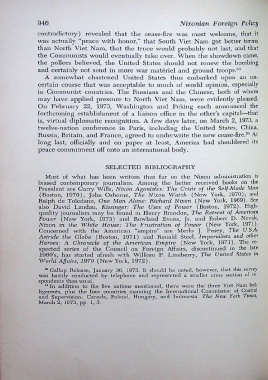 946 Nixonian Foreign Policy
contradictory) revealed that the cease-fire was most welcome, that it
was actually "peace with honor," that South Viet Nam got better terms
than North Viet Nam, that the truce would probably not last, and that
the Communists would eventually take over. When the showdown came,
the pollees believed, the United States should not renew the bombing
and certainly not send in more war matériel and ground troops.
A somewhat chastened United States thus embarked upon an un-
certain course that was acceptable to much of world opinion, especially
in Communist countries. The Russians and the Chinese, both of whom
may have applied pressure to North Viet Nam, were evidently pleased.
On February 22, 1973, Washington and Peking each announced the
forthcoming establishment of a liaison office in the other's capital—that
is, virtual diplomatic recognition. A few days later, on March 2, 1973, a
twelve-nation conference in Paris, including the United States, China,
Russia, Britain, and France, agreed to underwrite the new cease-fire. At
long last, officially and on paper at least, America had shouldered its
peace commitment off onto an international body.
SELECTED BIBLIOGRAPHY
Most of what has been written thus far on the Nixon administration is
biased contemporary journalism. Among the better received books on the
President are Garry Wills, Nixon Agonistes: The Crisis of the Self-Made Man
(Boston, 1970), John Osborne, The Nixon Watch (New York, 1970); and
Ralph de Toledano, One Man Alone: Richard Nixon (New York, 1969). See
also David Landau, Kissinger: The Uses of Power (Boston, 1972). High-
quality journalism may be found in Henry Brandon, The Retreat of American
Power (New York, 1973) and Rowland Evans, Jr. and Robert D. Novak,
Nixon in the White House: The Frustration of Power (New York, 1971).
Concerned with the American "empire" are Merlo J. Pusey, The U.S.A.
Astride the Globe (Boston, 1971) and Ronald Steel, Imperialists and other
Heroes: A Chronicle of the American Empire (New York, 1971). The re-
spected series of the Council on Foreign Affairs, discontinued in the late
1960's, has started afresh with William P. Lineberry, The United States in
World Affairs, 1970 (New York, 1972).
Gallup Release, January 30, 1973. It should be noted, however, that this survey
was hastily conducted by telephone and represented a smaller cross section of re-
spondents than usual.
In addition to the five nations mentioned, there were the three Viet Nam bel-
ligerents, plus the four countries manning the International Commission of Control
and Supervision: Canada, Poland, Hungary, and Indonesia. The New York Times,
March 2, 1973, pp. 1, 3.